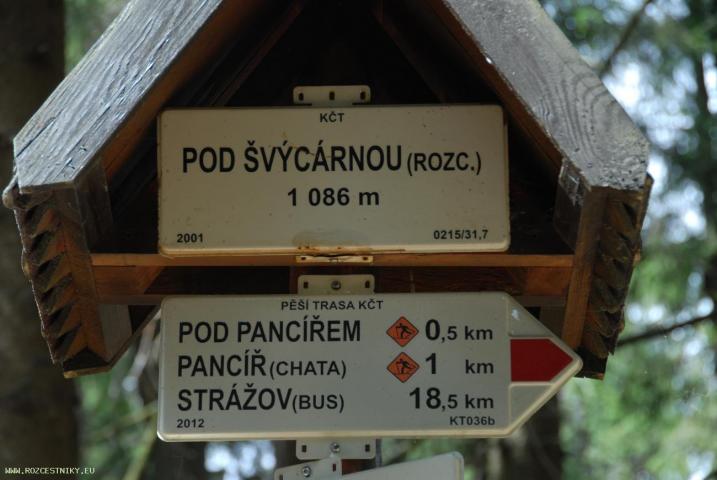 KČT
POD ŠVÝCÁRNOU (ROZC.)
1 086 m
2001 0215/31,7
PĚŠÍ TRASA KČT
POD PANCÍŘEM 0,5 km
PANCÍŘ (CHATA) 1 km
STRÁŽOV (BUS) 18,5 km
2012 KT036b
WWW.ROZCESTNIKY.EU